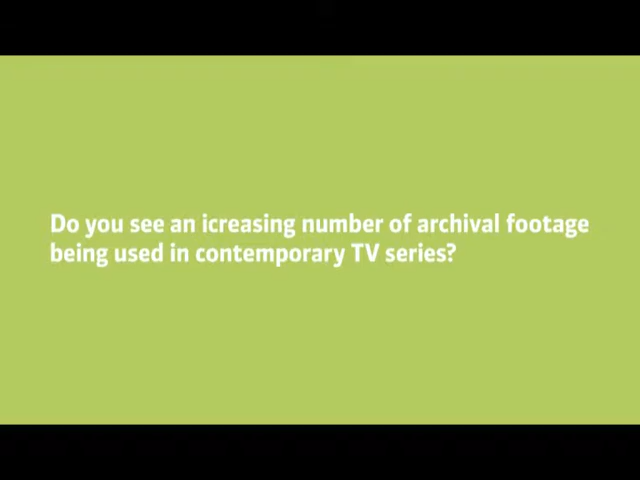 Do you see an icreasing number of archival footage
being used in contemporary TV series?